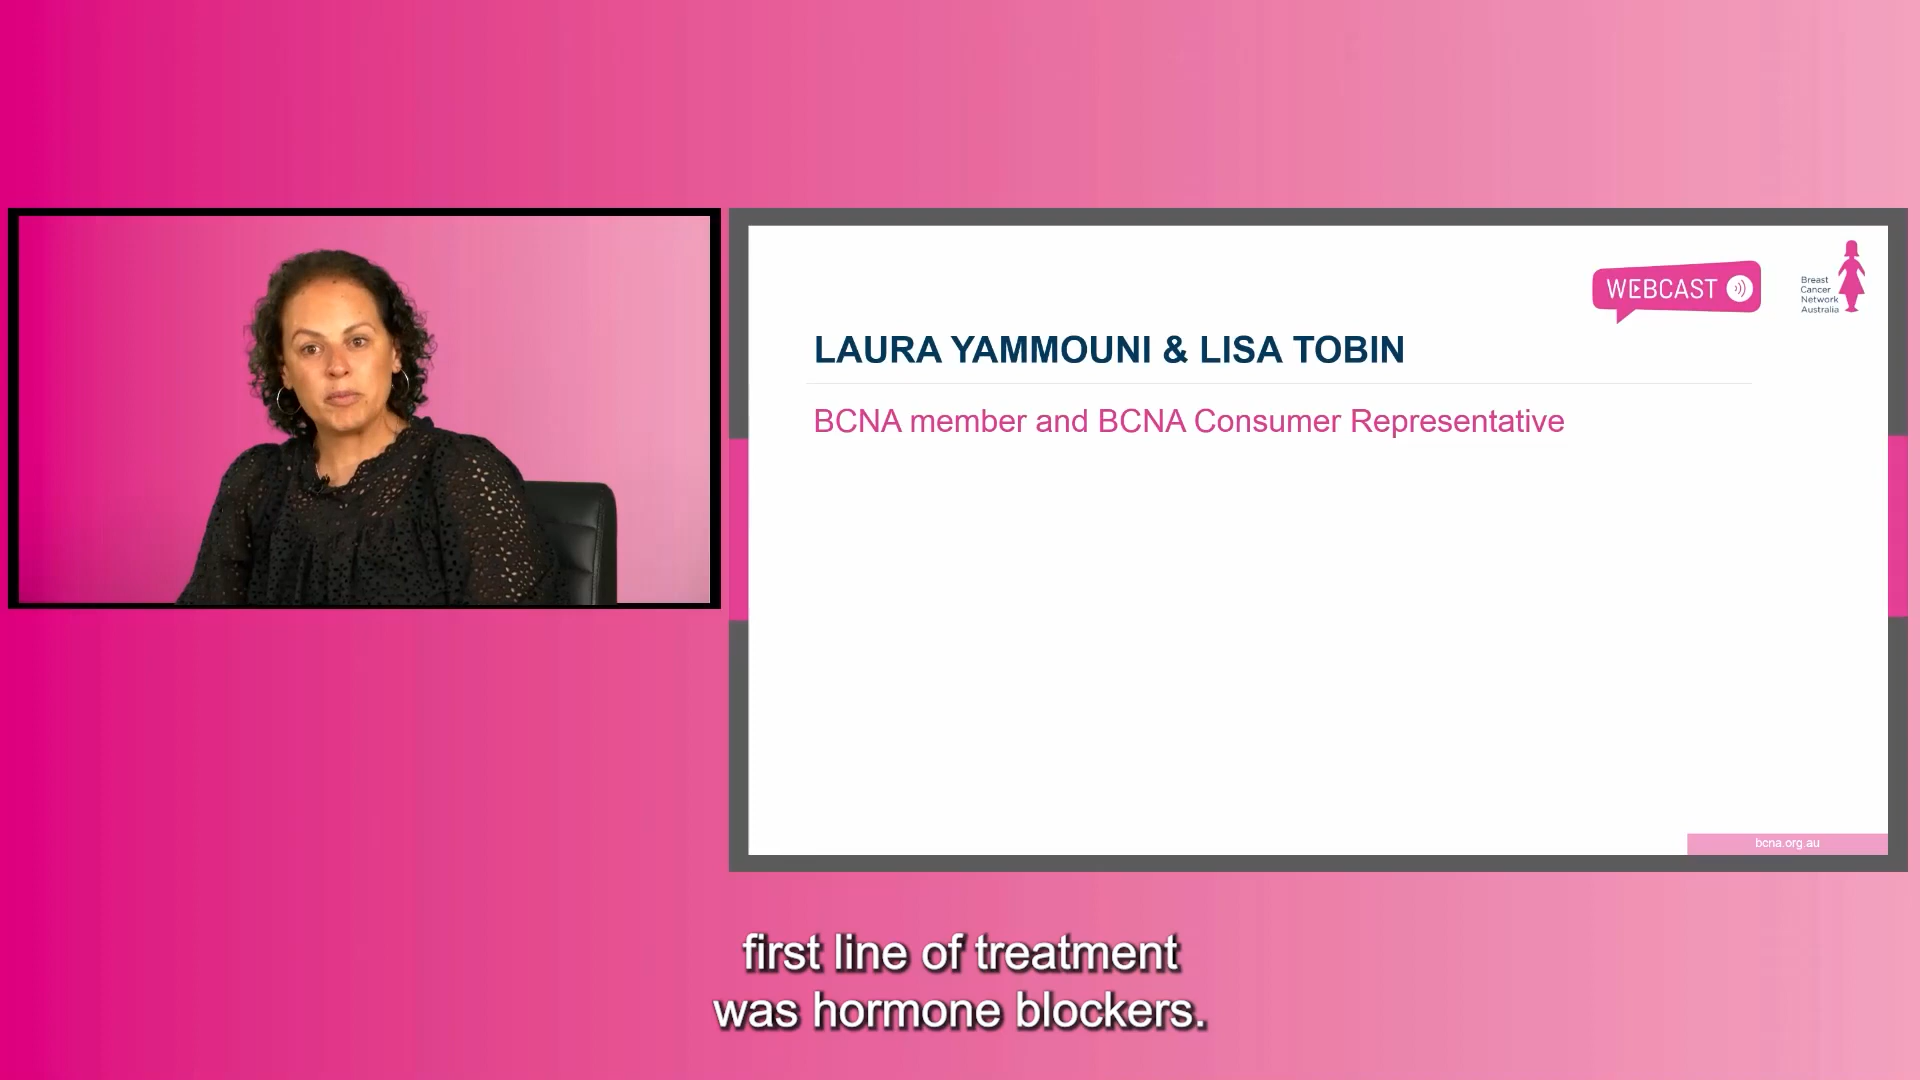 WEBCAST
Breast
Cancer
Network
Australia
LAURA YAMMOUNI & LISA TOBIN
BCNA member and BCNA Consumer Representative
bcna.org.au
first line of treatment
was hormone blockers.